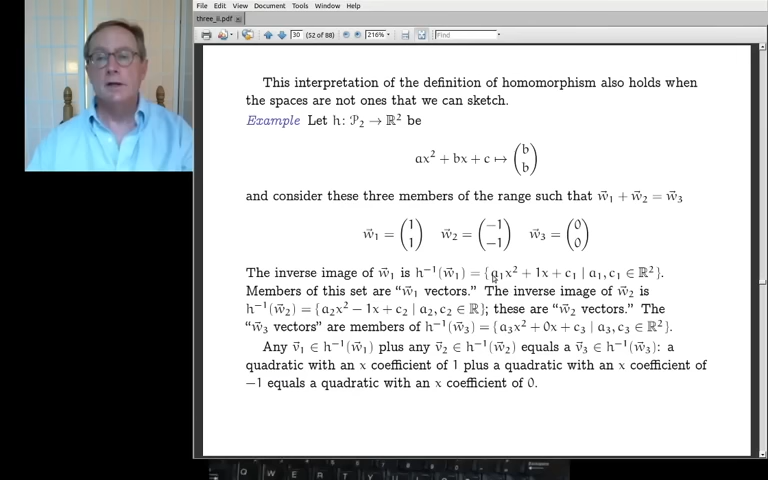 File Edit View Document Tools Window Help
three_ii.pdf
30 (52 of 88) 216% Find
This interpretation of the definition of homomorphism also holds when
the spaces are not ones that we can sketch.
Example Let h: P₂ → ℝ² be
ax² + bx + c ↦ (b b)
and consider these three members of the range such that w⃗₁ + w⃗₂ = w⃗₃
w⃗₁ = (1 1) w⃗₂ = (−1 −1) w⃗₃ = (0 0)
The inverse image of w⃗₁ is h⁻¹(w⃗₁) = {a₁x² + 1x + c₁ | a₁, c₁ ∈ ℝ²}.
Members of this set are “w⃗₁ vectors.” The inverse image of w⃗₂ is
h⁻¹(w⃗₂) = {a₂x² − 1x + c₂ | a₂, c₂ ∈ ℝ}; these are “w⃗₂ vectors.” The
“w⃗₃ vectors” are members of h⁻¹(w⃗₃) = {a₃x² + 0x + c₃ | a₃, c₃ ∈ ℝ²}.
Any v⃗₁ ∈ h⁻¹(w⃗₁) plus any v⃗₂ ∈ h⁻¹(w⃗₂) equals a v⃗₃ ∈ h⁻¹(w⃗₃): a
quadratic with an x coefficient of 1 plus a quadratic with an x coefficient of
−1 equals a quadratic with an x coefficient of 0.
Q W E R T